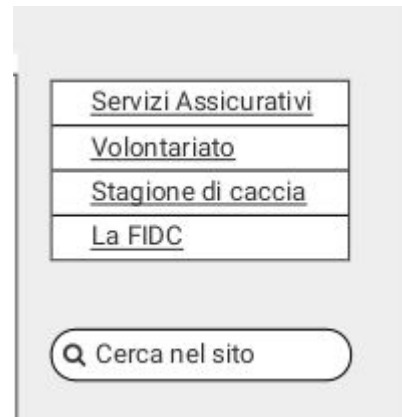 Servizi Assicurativi
Volontariato
Stagione di caccia
La FIDC
Cerca nel sito